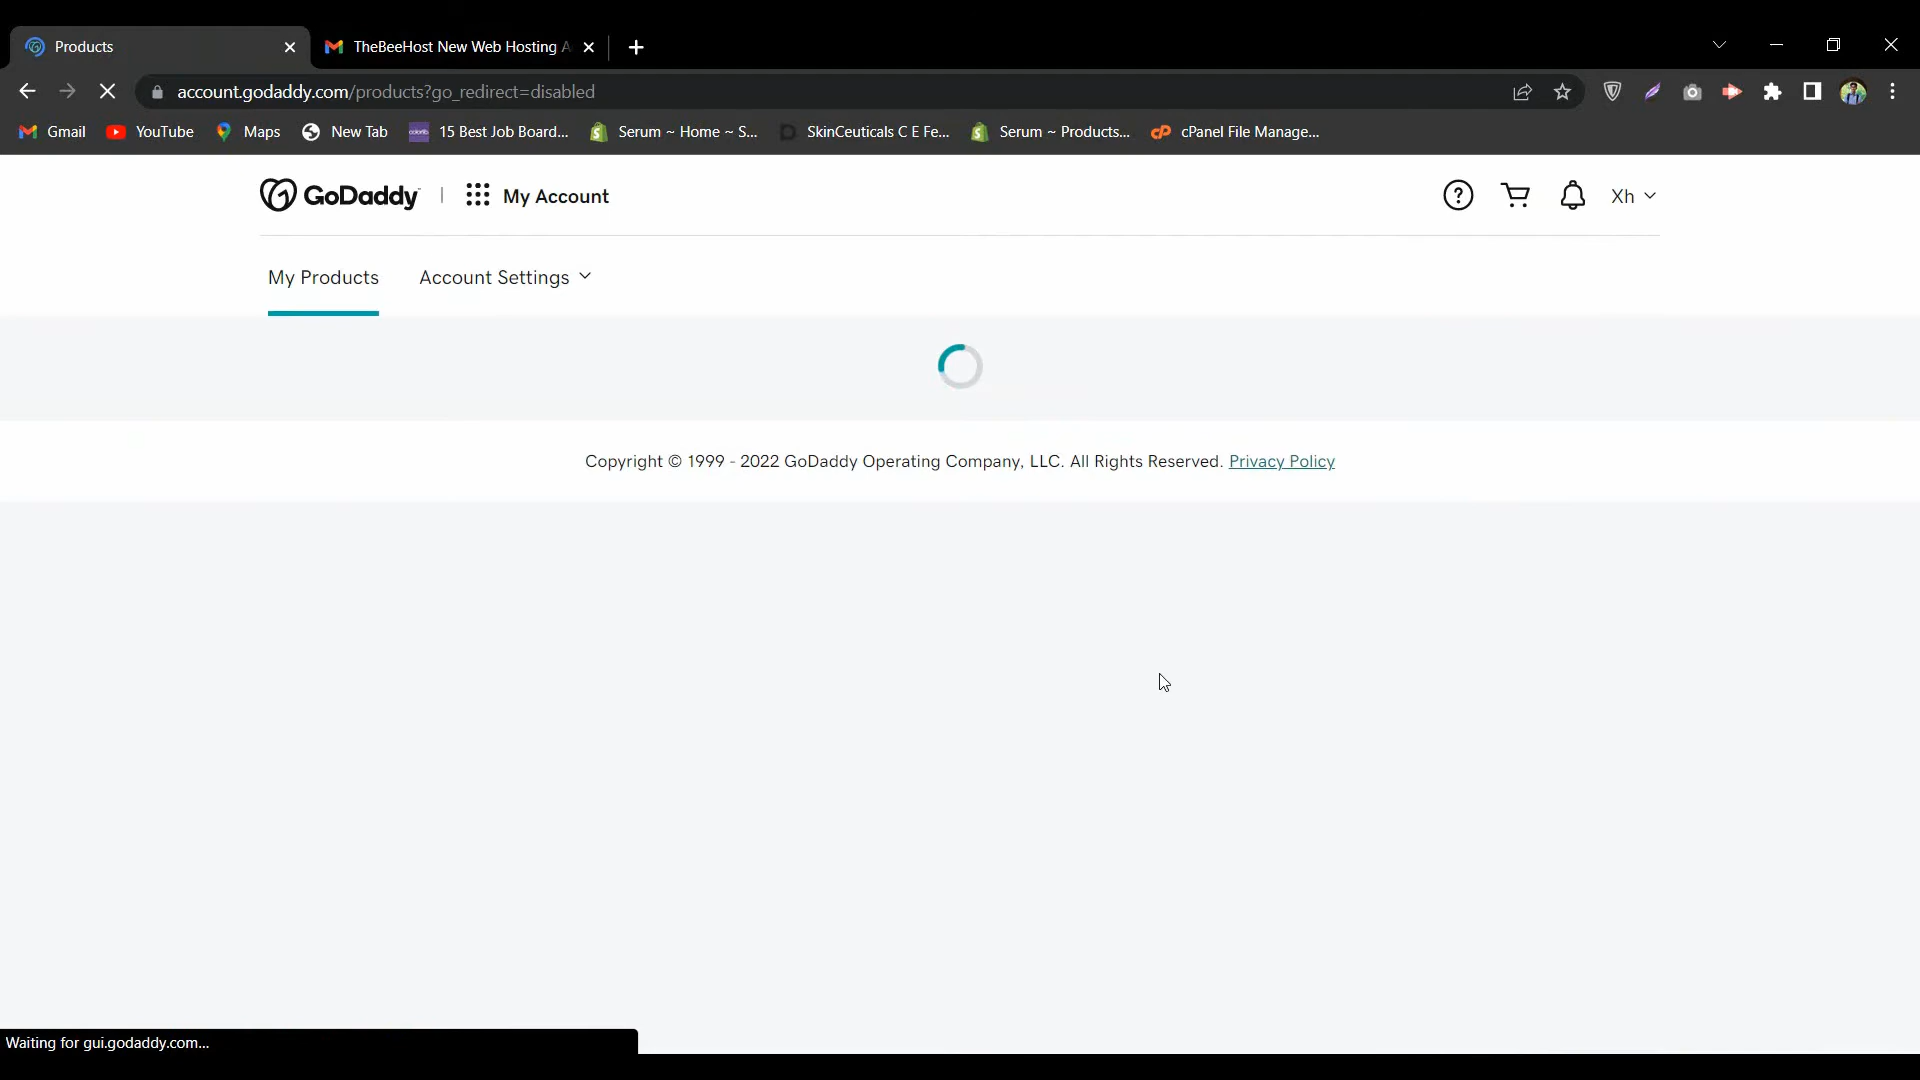 Products
TheBeeHost New Web Hosting A
account.godaddy.com/products?go_redirect=disabled
Gmail
YouTube
Maps
New Tab
15 Best Job Board...
Serum ~ Home ~ S...
SkinCeuticals C E Fe...
Serum ~ Products...
cPanel File Manage...
GoDaddy
My Account
Xh
My Products
Account Settings
Copyright © 1999 - 2022 GoDaddy Operating Company, LLC. All Rights Reserved. Privacy Policy
Waiting for gui.godaddy.com...